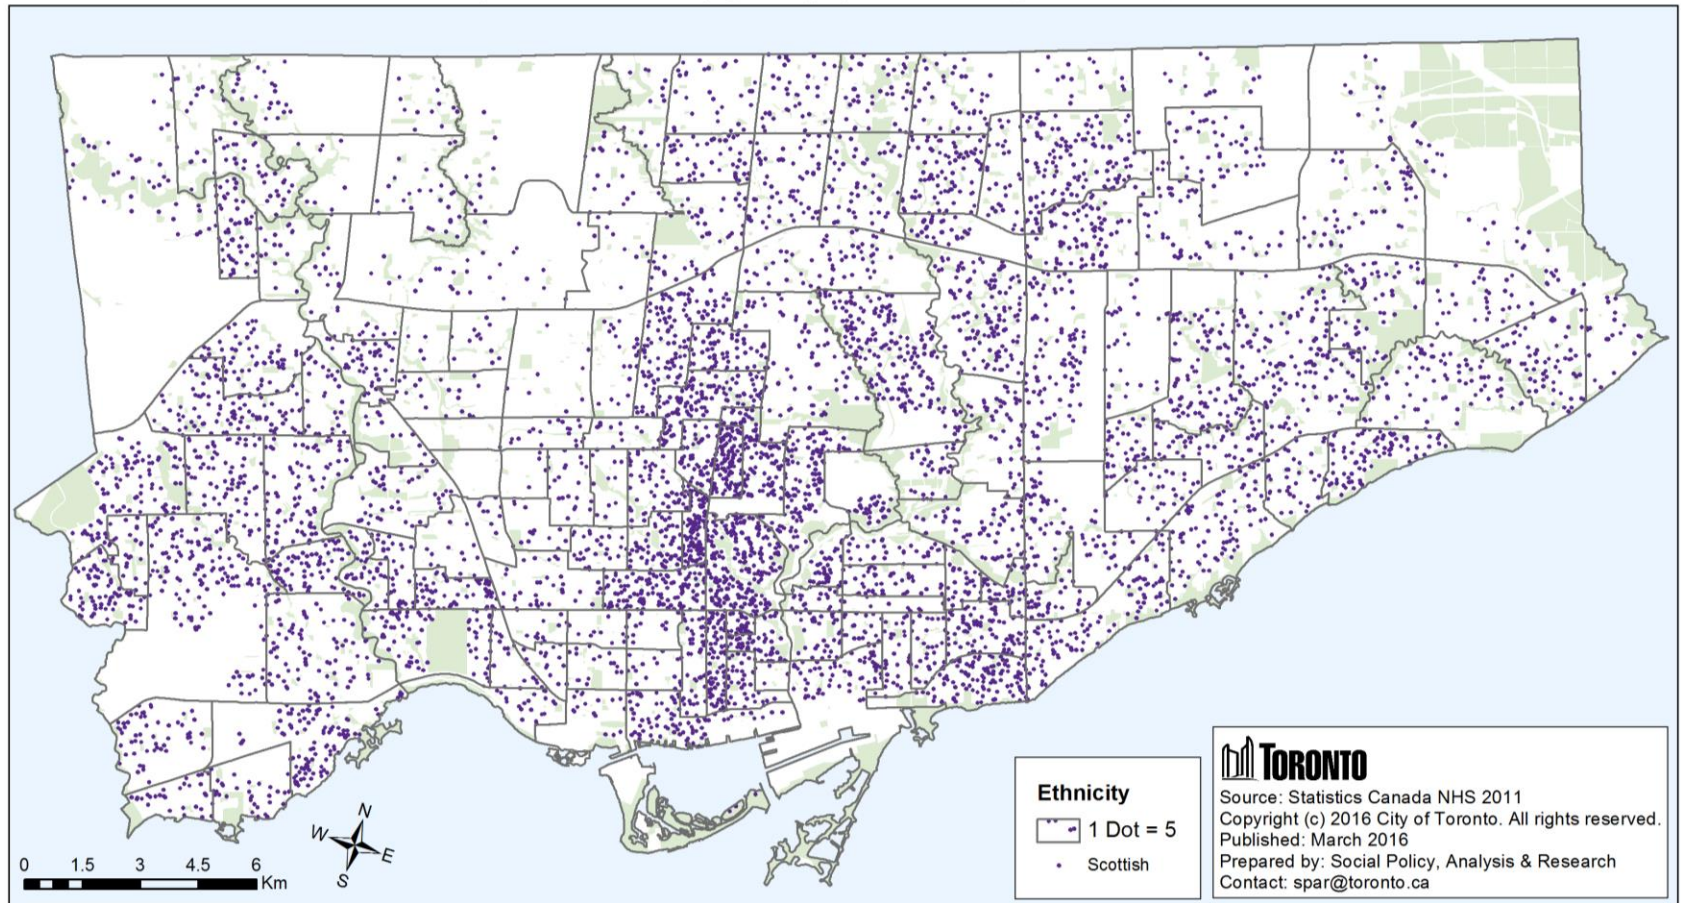 N
W
E
S
0 1.5 3 4.5 6
Km
Ethnicity
1 Dot = 5
Scottish
TORONTO
Source: Statistics Canada NHS 2011
Copyright (c) 2016 City of Toronto. All rights reserved.
Published: March 2016
Prepared by: Social Policy, Analysis & Research
Contact: spar@toronto.ca